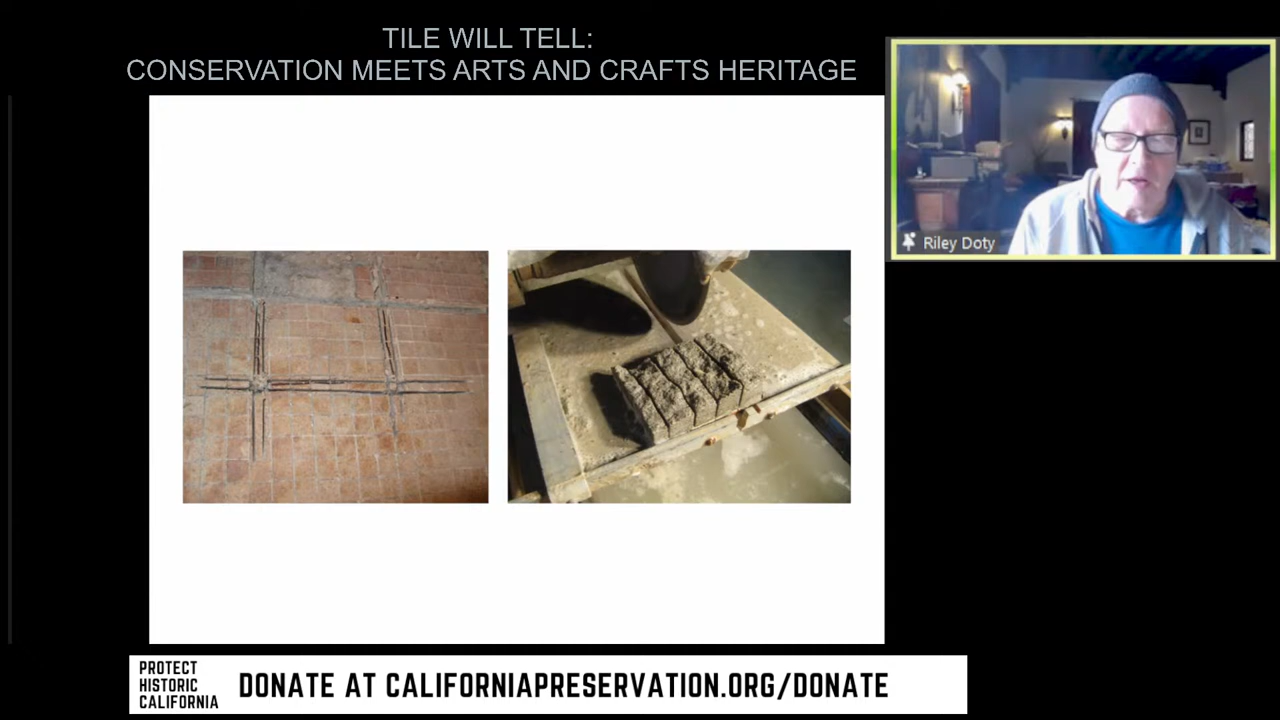 TILE WILL TELL:
CONSERVATION MEETS ARTS AND CRAFTS HERITAGE
Riley Doty
PROTECT
HISTORIC
CALIFORNIA
DONATE AT CALIFORNIAPRESERVATION.ORG/DONATE